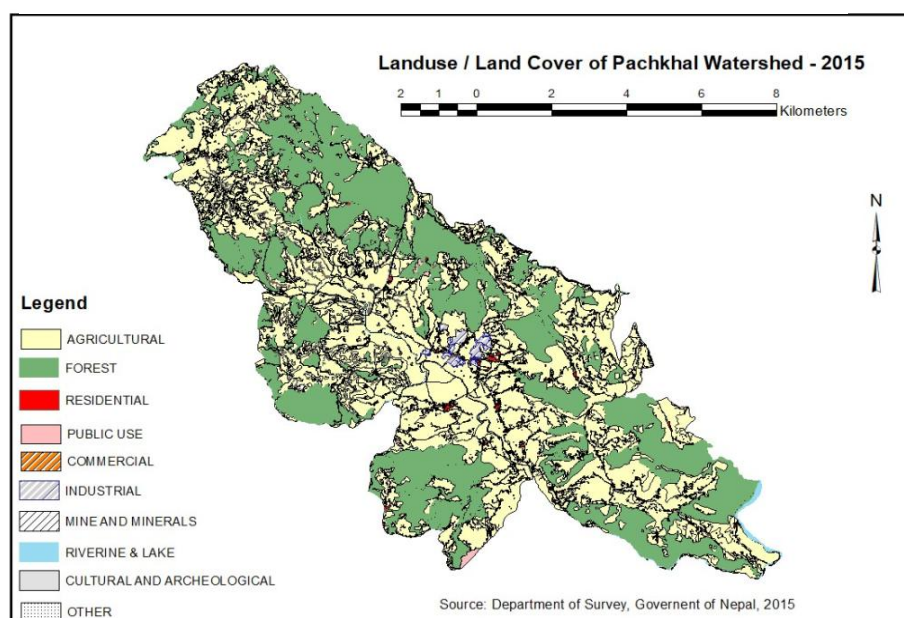 Landuse / Land Cover of Pachkhal Watershed - 2015
2 1 0 2 4 6 8
Kilometers
N
Legend
AGRICULTURAL
FOREST
RESIDENTIAL
PUBLIC USE
COMMERCIAL
INDUSTRIAL
MINE AND MINERALS
RIVERINE & LAKE
CULTURAL AND ARCHEOLOGICAL
OTHER
Source: Department of Survey, Governent of Nepal, 2015